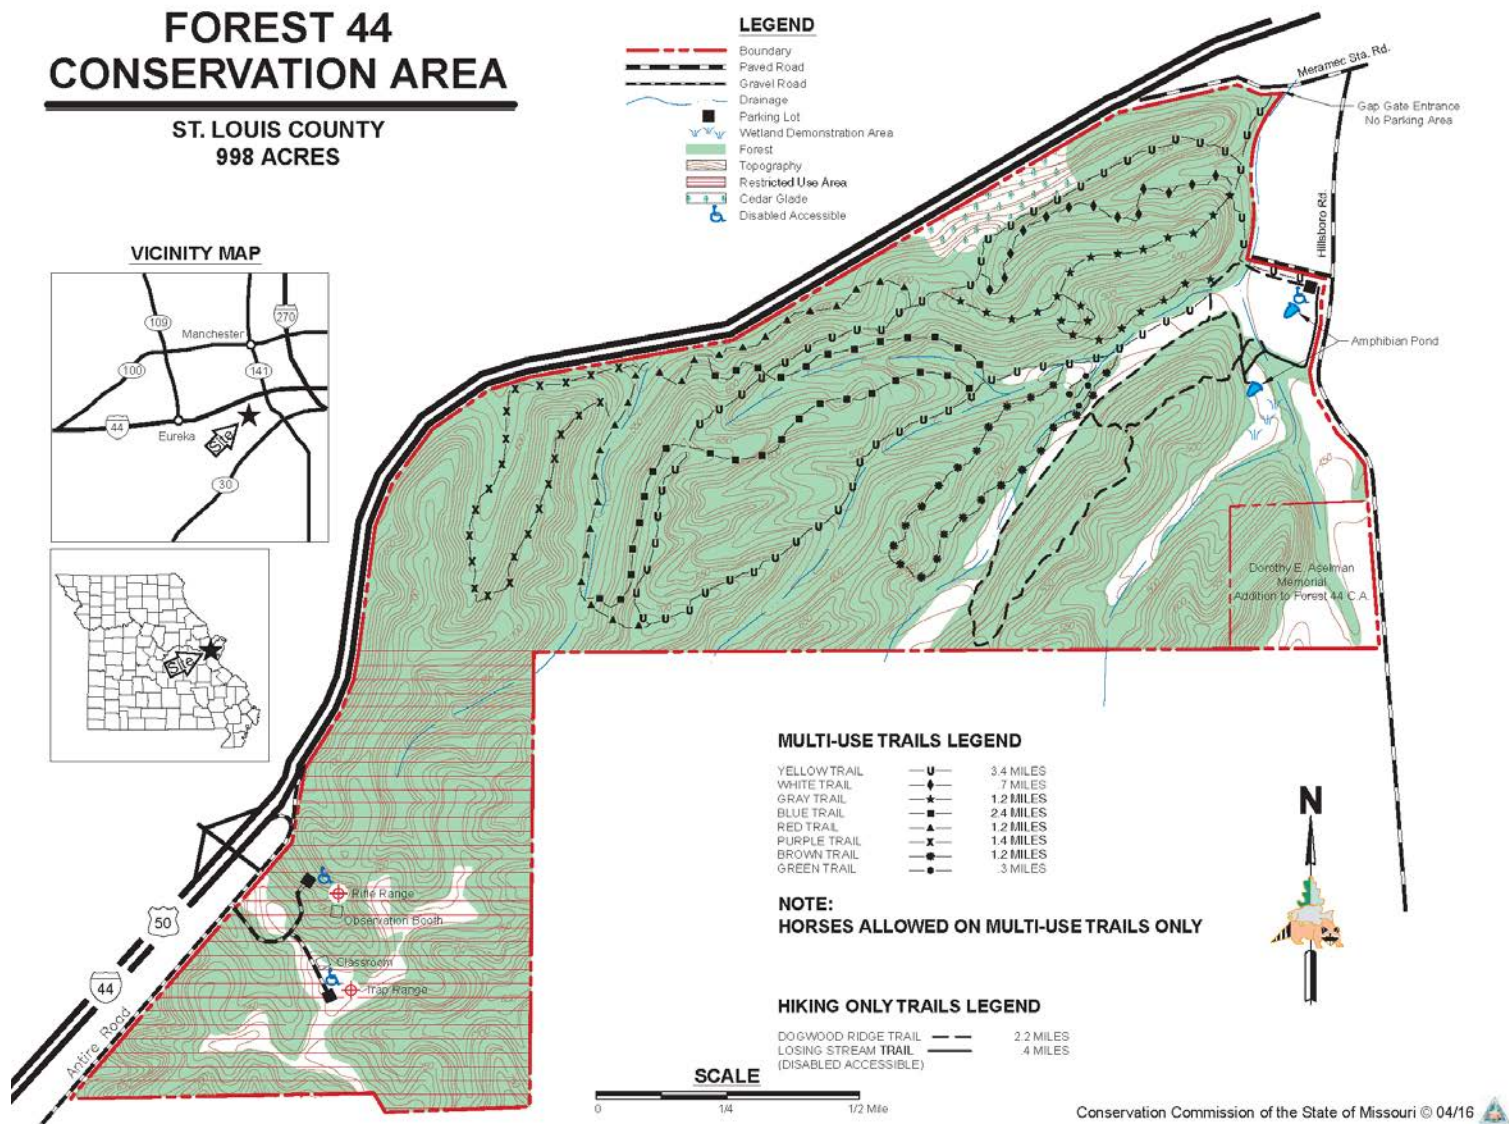 FOREST 44
CONSERVATION AREA
ST. LOUIS COUNTY
998 ACRES
LEGEND
Boundary
Paved Road
Gravel Road
Drainage
Parking Lot
Wetland Demonstration Area
Forest
Topography
Restricted Use Area
Cedar Glade
Disabled Accessible
Meramec Sta. Rd.
Gap Gate Entrance
No Parking Area
Hillsboro Rd.
Amphibian Pond
VICINITY MAP
109
270
Manchester
100
141
44
Eureka
Site
30
Site
Dorothy E. Aselman
Memorial
Addition to Forest 44 C.A.
MULTI-USE TRAILS LEGEND
YELLOW TRAIL U 3.4 MILES
WHITE TRAIL .7 MILES
GRAY TRAIL 1.2 MILES
BLUE TRAIL 2.4 MILES
RED TRAIL 1.2 MILES
PURPLE TRAIL X 1.4 MILES
BROWN TRAIL 1.2 MILES
GREEN TRAIL .3 MILES
NOTE:
HORSES ALLOWED ON MULTI-USE TRAILS ONLY
N
Rifle Range
Observation Booth
50
Classroom
Trap Range
44
Antire Road
HIKING ONLY TRAILS LEGEND
DOGWOOD RIDGE TRAIL 2.2 MILES
LOSING STREAM TRAIL .4 MILES
(DISABLED ACCESSIBLE)
SCALE
0 1/4 1/2 Mile
Conservation Commission of the State of Missouri © 04/16